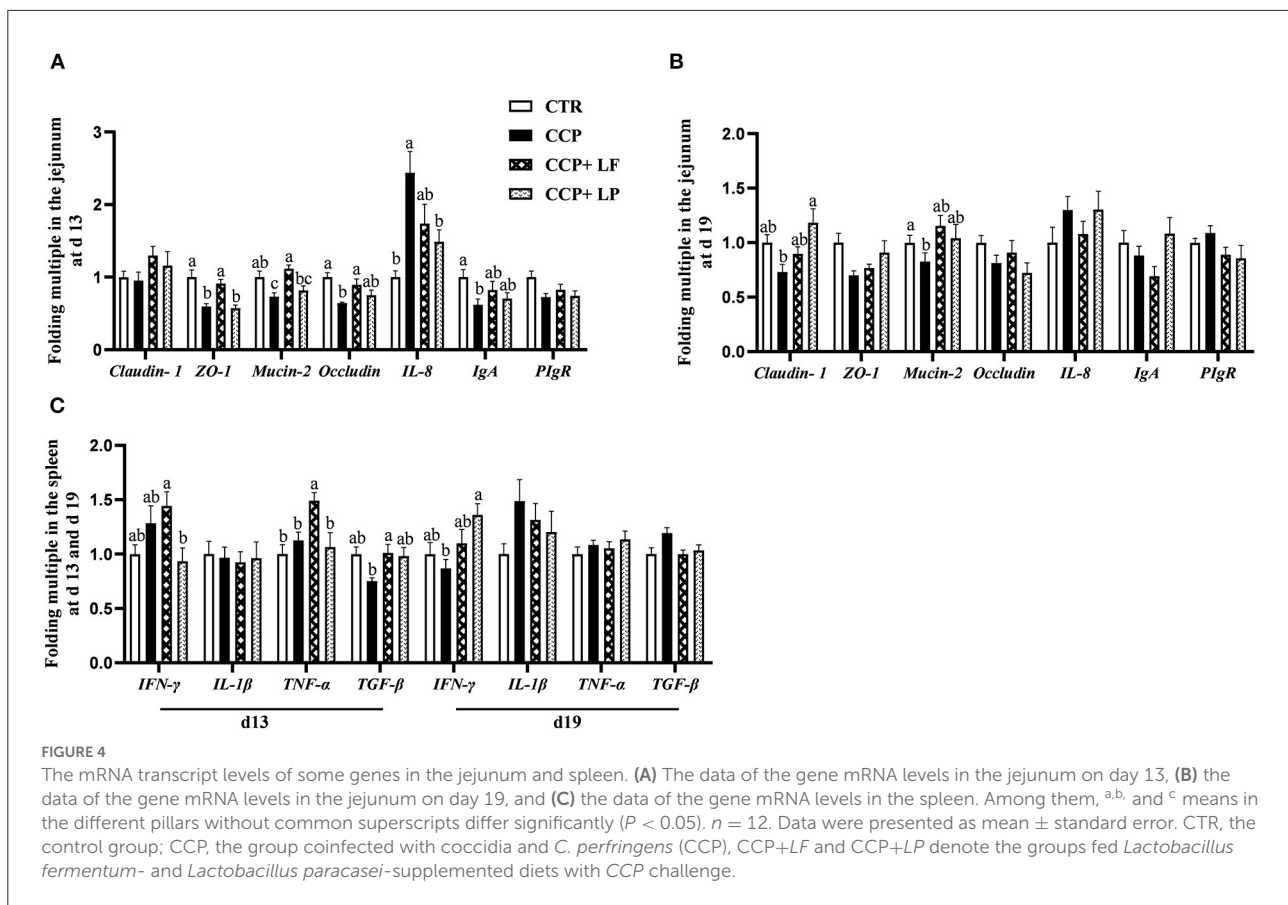 A
Folding multiple in the jejunum
at d 13
3
2
1
0
CTR
CCP
CCP+ LF
CCP+ LP
a b a b
ab c a bc
a b a ab
b a ab b
a b ab ab
Claudin- 1 ZO-1 Mucin-2 Occludin IL-8 IgA PIgR
B
Folding multiple in the jejunum
at d 19
2.0
1.5
1.0
0.5
0.0
ab b ab a
a b ab ab
Claudin- 1 ZO-1 Mucin-2 Occludin IL-8 IgA PIgR
C
Folding multiple in the spleen
at d 13 and d 19
2.0
1.5
1.0
0.5
0.0
ab ab a b
b b a b
ab b a ab
ab b ab a
IFN-γ IL-1β TNF-α TGF-β IFN-γ IL-1β TNF-α TGF-β
d13 d19
FIGURE 4
The mRNA transcript levels of some genes in the jejunum and spleen. (A) The data of the gene mRNA levels in the jejunum on day 13, (B) the
data of the gene mRNA levels in the jejunum on day 19, and (C) the data of the gene mRNA levels in the spleen. Among them, a,b, and c means in
the different pillars without common superscripts differ significantly (P < 0.05). n = 12. Data were presented as mean ± standard error. CTR, the
control group; CCP, the group coinfected with coccidia and C. perfringens (CCP), CCP+LF and CCP+LP denote the groups fed Lactobacillus
fermentum- and Lactobacillus paracasei-supplemented diets with CCP challenge.